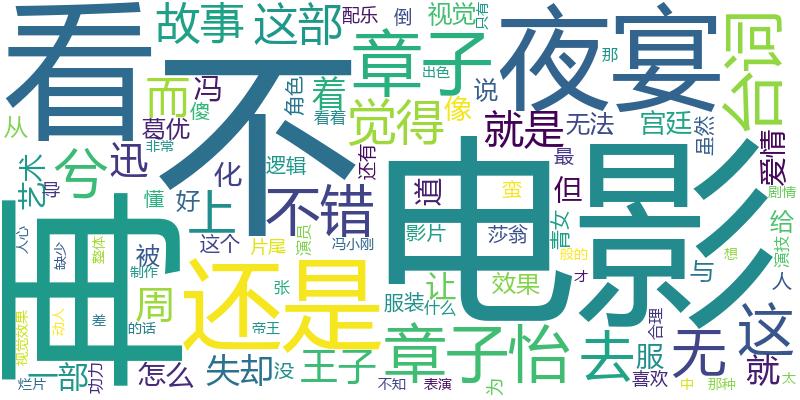 看
不
电影
再
夜宴
还是
章子怡
章子
台词
故事
这部
觉得
不错
就是
而
冯
着
角色
像
说
视觉
配乐
倒
只有
出色
那
从
傻
葛优
看着
无法
宫廷
虽然
爱情
艺术
导
兮
迅
非常
逻辑
还有
化
道
但
最
蛮
懂
好
上
人心
缺少
整体
被
这个
片尾
演员
冯小刚
影片
莎翁
青女
般的
与
给
剧情
演技
想
制作
周
张
服装
什么
让
效果
才
去
无
这
人
视觉效果
动人
差
的话
帝王
王子
合理
服
就
一部
怎么
失却
没
烂片
功力
不知
表演
为
喜欢
中
那种
太